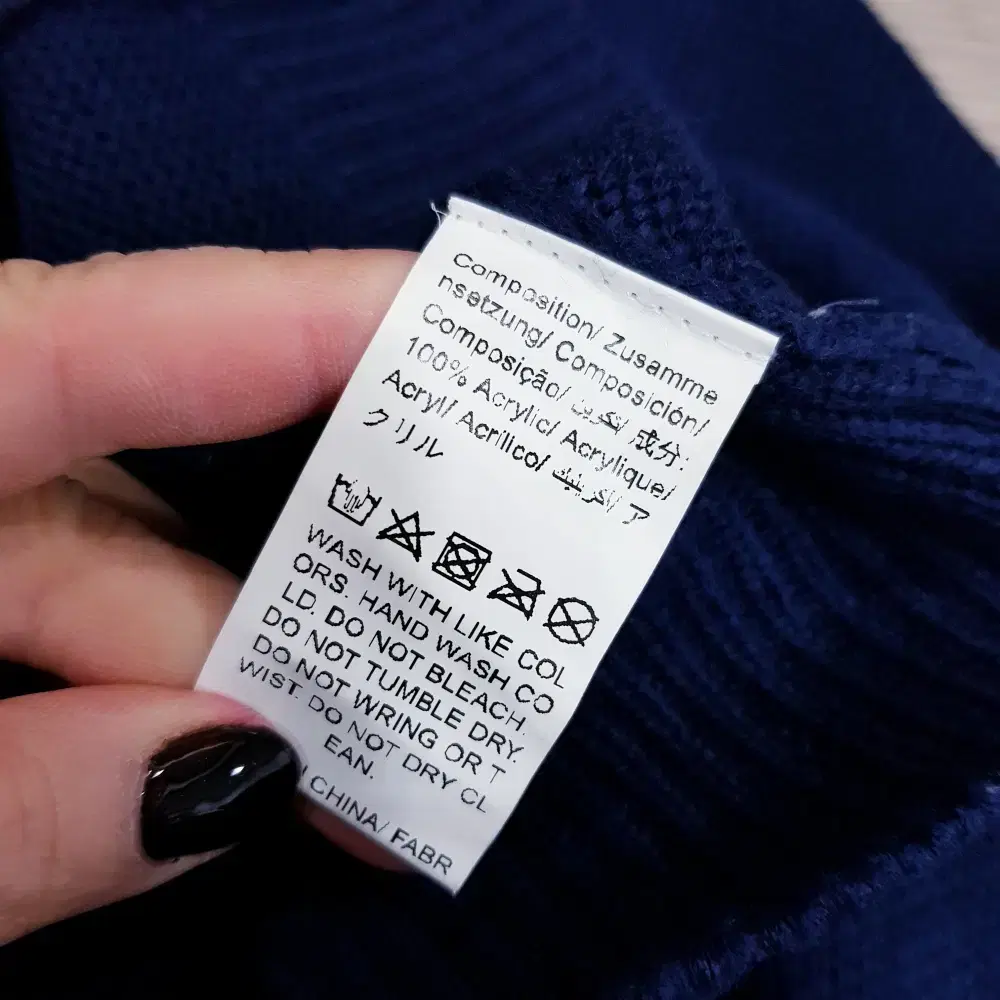 Composition/ Zusamme
nsetzung/ Composición/
Composição/ التكوين/ 成分:
100% Acrylic/ Acrylique/
Acryl/ Acrílico/ أكريليك/ ア
クリル
WASH WITH LIKE COL
ORS. HAND WASH CO
LD. DO NOT BLEACH.
DO NOT TUMBLE DRY.
DO NOT WRING OR T
WIST. DO NOT DRY CL
EAN.
CHINA/ FABR